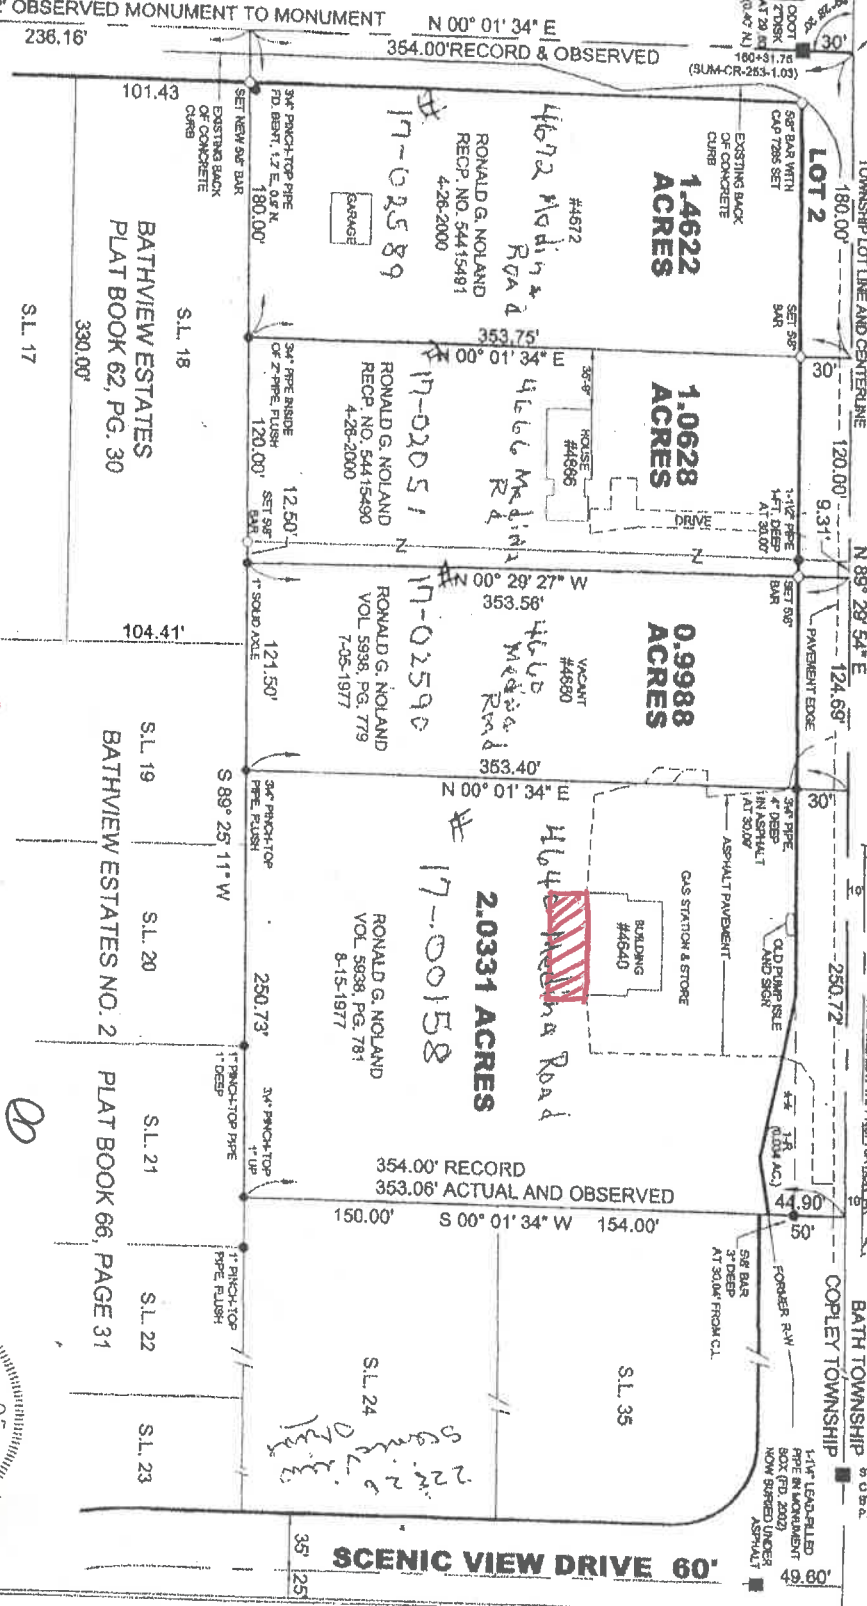 OBSERVED MONUMENT TO MONUMENT
236.16'
N 00° 01' 34" E
354.00' RECORD & OBSERVED
ODOT
30'
160+31.76
(SUM-CR-253-1.03)
TOWNSHIP LOT LINE AND CENTERLINE
LOT 2
180.00'
5/8" BAR WITH
CAP 7285 SET
EXISTING BACK
OF CONCRETE
CURB
1.4622
ACRES
#4672
4672 Medina
Road
RONALD G. NOLAND
RECP. NO. 54415491
4-26-2000
#
17-02589
GARAGE
3/4" PINCH-TOP PIPE
FD. BENT, 1.2' E., 0.9' N.
SET NEW 5/8" BAR
180.00'
101.43
EXISTING BACK
OF CONCRETE
CURB
BATHVIEW ESTATES
PLAT BOOK 62, PG. 30
S.L. 18
330.00'
S.L. 17
SET 5/8"
BAR
353.75'
N 00° 01' 34" E
30'
120.00'
9.31'
N 89° 29' 54" E
1.0628
ACRES
1-1/2" PIPE
1-FT. DEEP
AT 30.00'
35'-9"
HOUSE
#4666
DRIVE
4666 Medina
Rd
#
17-02051
RONALD G. NOLAND
RECP. NO. 54415490
4-26-2000
3/4" PIPE INSIDE
OF 2" PIPE, FLUSH
120.00'
12.50'
SET 5/8"
BAR
N
Z
N 00° 29' 27" W
353.56'
SET 5/8"
BAR
PAVEMENT EDGE
124.69'
0.9988
ACRES
VACANT
#4660
4660
Medina
Road
#
17-02590
RONALD G. NOLAND
VOL. 5938, PG. 779
7-05-1977
1" SOLID AXLE
121.50'
104.41'
353.40'
N 00° 01' 34" E
30'
3/4" PIPE,
4" DEEP
IN ASPHALT
AT 30.09'
ASPHALT PAVEMENT
OLD PUMP ISLE
AND SIGN
250.72'
GAS STATION & STORE
BUILDING
#4640
4640 Medina Road
2.0331 ACRES
#
17-00158
RONALD G. NOLAND
VOL. 5938, PG. 781
8-15-1977
3/4" PINCH-TOP
PIPE, FLUSH
S 89° 25' 11" W
250.73'
1" PINCH-TOP PIPE
1" DEEP
3/4" PINCH-TOP
1" UP
S.L. 19
S.L. 20
S.L. 21
S.L. 22
S.L. 23
BATHVIEW ESTATES NO. 2 PLAT BOOK 66, PAGE 31
1-R
(0.034 AC.)
44.90'
50'
354.00' RECORD
353.06' ACTUAL AND OBSERVED
150.00'
S 00° 01' 34" W
154.00'
5/8" BAR
3" DEEP
AT 30.04' FROM C.L.
FORMER R-W
1" PINCH-TOP
PIPE, FLUSH
BATH TOWNSHIP
COPLEY TOWNSHIP
1-1/4" LEAD-FILLED
PIPE IN MONUMENT
BOX (FD. 2002)
NOW BURIED UNDER
ASPHALT
49.60'
S.L. 35
S.L. 24
Scenic
Drive
SCENIC VIEW DRIVE 60'
35'
25'